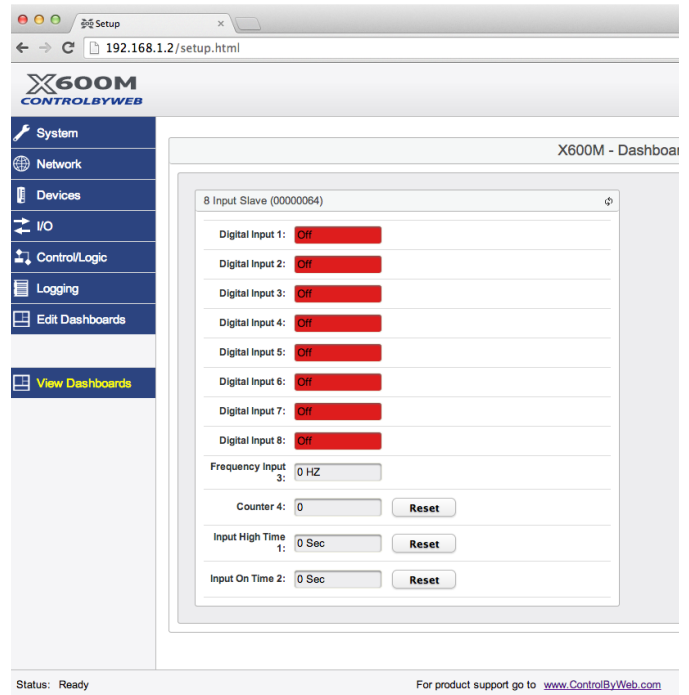 Setup
192.168.1.2/setup.html
X600M
CONTROLBYWEB
System
Network
Devices
I/O
Control/Logic
Logging
Edit Dashboards
View Dashboards
X600M - Dashboar
8 Input Slave (00000064)
Digital Input 1: Off
Digital Input 2: Off
Digital Input 3: Off
Digital Input 4: Off
Digital Input 5: Off
Digital Input 6: Off
Digital Input 7: Off
Digital Input 8: Off
Frequency Input
3: 0 HZ
Counter 4: 0 Reset
Input High Time
1: 0 Sec Reset
Input On Time 2: 0 Sec Reset
Status: Ready
For product support go to www.ControlByWeb.com